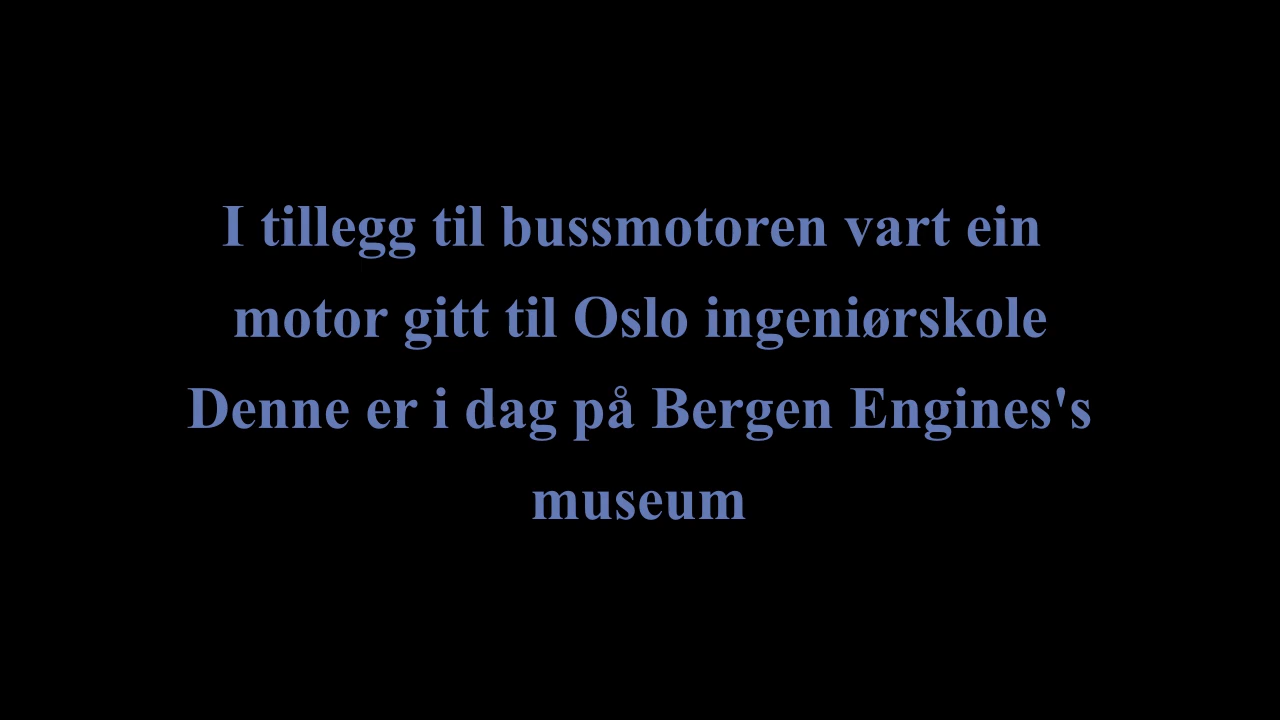 I tillegg til bussmotoren vart ein
motor gitt til Oslo ingeniørskole
Denne er i dag på Bergen Engines's
museum